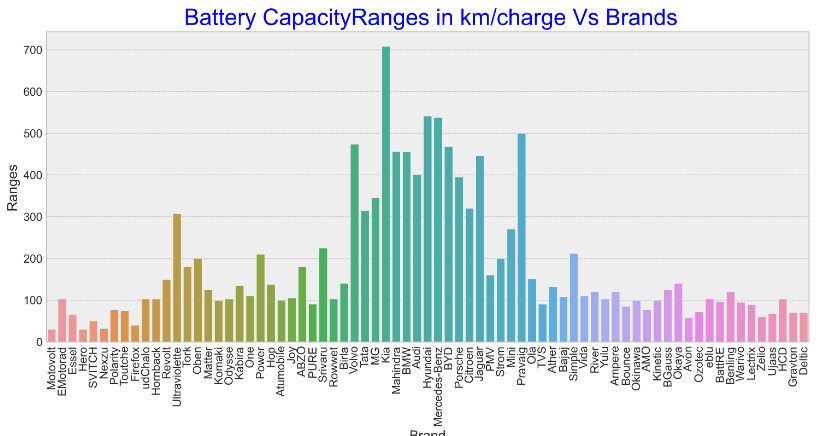 Battery CapacityRanges in km/charge Vs Brands
700
600
500
400
300
200
100
0
Ranges
Motovolt
EMotorad
Essel
Hero
SVITCH
Nexzu
Polarity
Toutche
Firefox
udChalo
Hornback
Revolt
Ultraviolette
Tork
Oben
Matter
Komaki
Odysse
Kabira
One
Power
Hop
Atumobile
Joy
ABZO
PURE
Srivaru
Rowwet
Birla
Volvo
Tata
MG
Kia
Mahindra
BMW
Audi
Hyundai
Mercedes-Benz
BYD
Porsche
Citroen
Jaguar
PMV
Strom
Mini
Pravaig
Ola
TVS
Ather
Bajaj
Simple
Vida
River
Yulu
Ampere
Bounce
Okinawa
AMO
Kinetic
BGauss
Okaya
Avon
Ozotec
eblu
BattRE
Benling
Warivo
Lectrix
Zelio
Ujaas
HCD
Gravton
Deltic
Brand